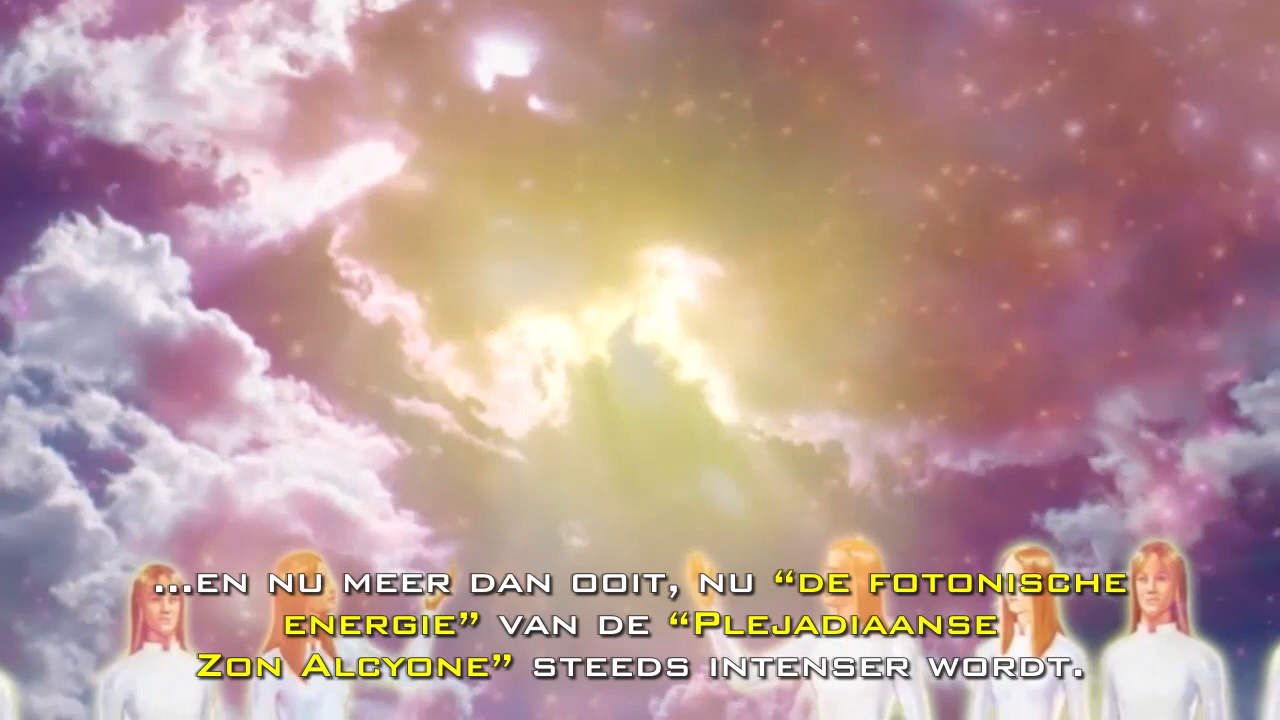 ...EN NU MEER DAN OOIT, NU “DE FOTONISCHE
ENERGIE” VAN DE “PLEJADIAANSE
ZON ALCYONE” STEEDS INTENSER WORDT.